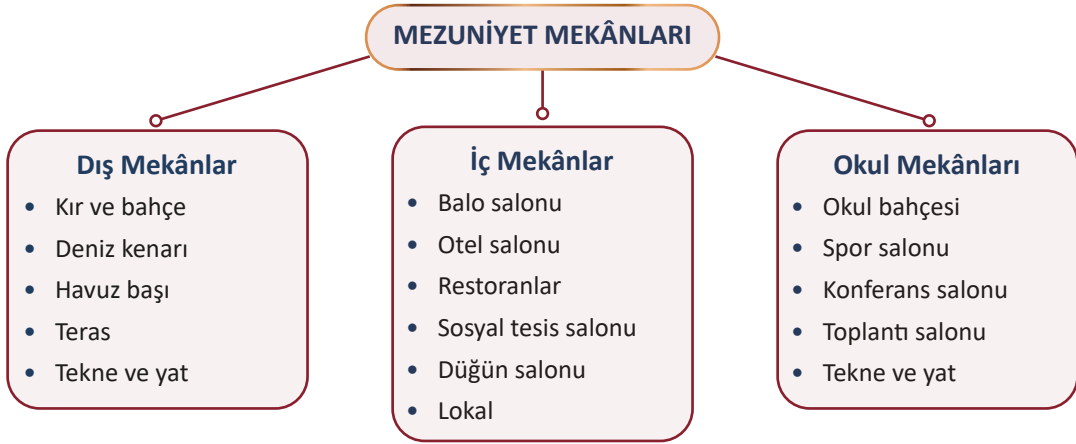 MEZUNİYET MEKÂNLARI
Dış Mekânlar
• Kır ve bahçe
• Deniz kenarı
• Havuz başı
• Teras
• Tekne ve yat
İç Mekânlar
• Balo salonu
• Otel salonu
• Restoranlar
• Sosyal tesis salonu
• Düğün salonu
• Lokal
Okul Mekânları
• Okul bahçesi
• Spor salonu
• Konferans salonu
• Toplantı salonu
• Tekne ve yat